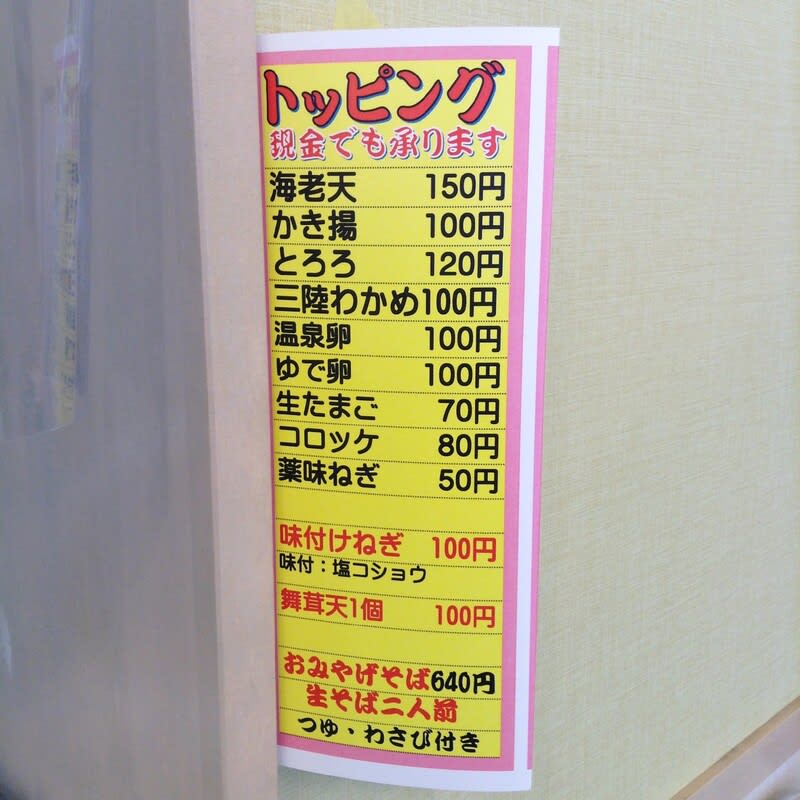 トッピング
現金でも承ります
海老天 150円
かき揚 100円
とろろ 120円
三陸わかめ100円
温泉卵 100円
ゆで卵 100円
生たまご 70円
コロッケ 80円
薬味ねぎ 50円
味付けねぎ 100円
味付：塩コショウ
舞茸天1個 100円
おみやげそば640円
生そば二人前
つゆ・わさび付き